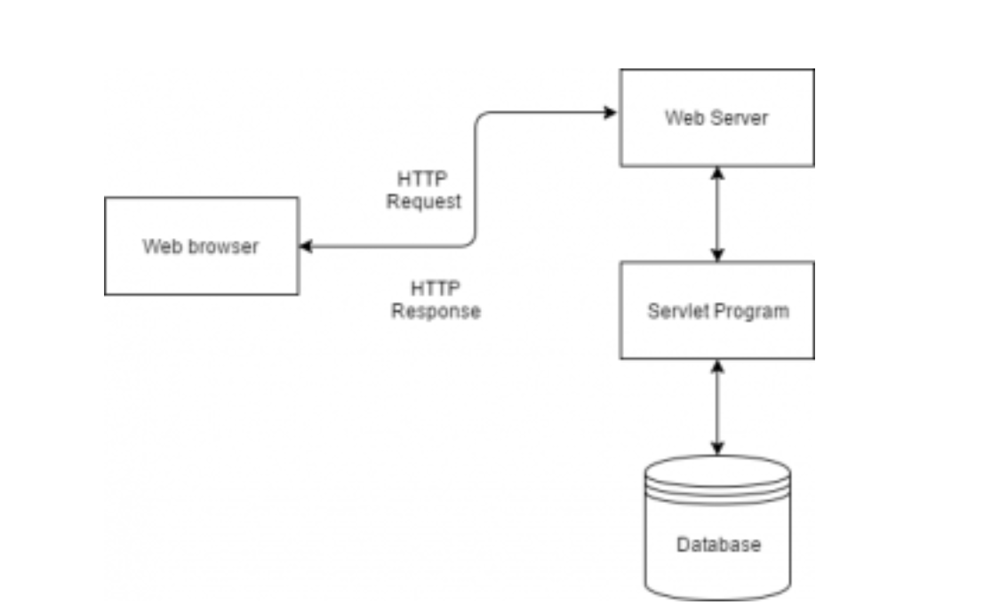 Web Server
HTTP
Request
Web browser
HTTP
Response
Servlet Program
Database